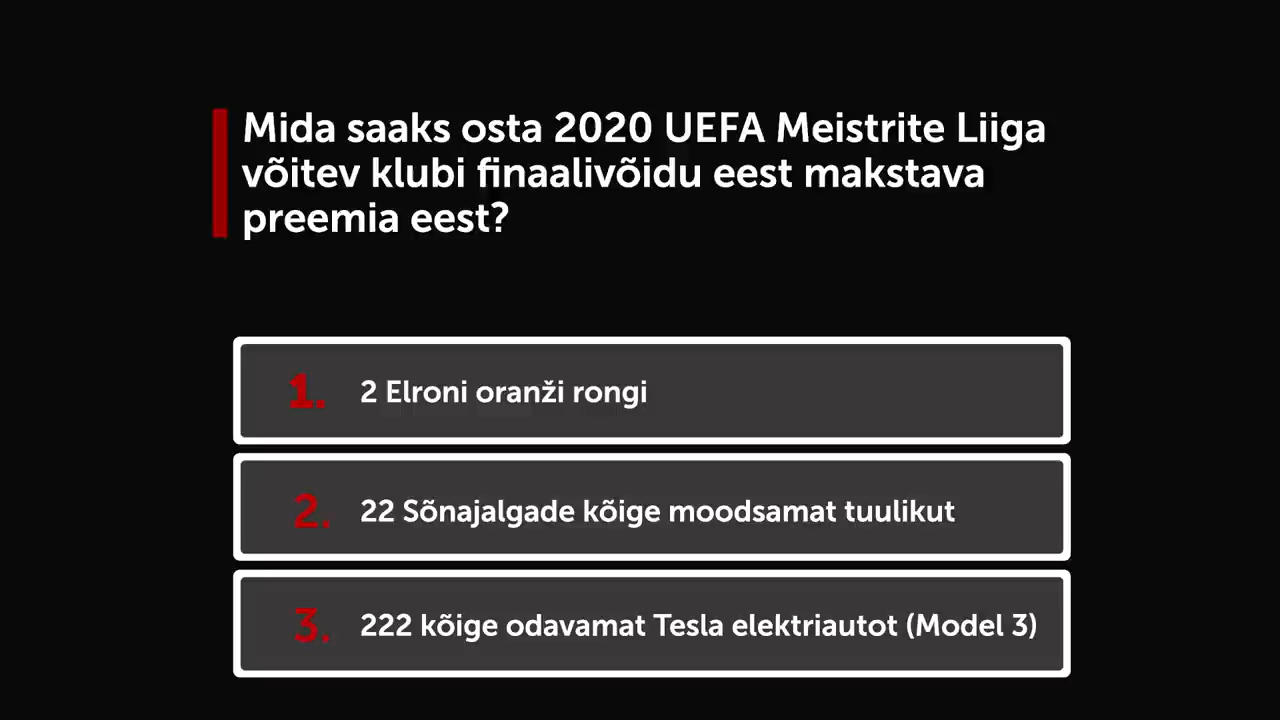 Mida saaks osta 2020 UEFA Meistrite Liiga
võitev klubi finaalivõidu eest makstava
preemia eest?
1. 2 Elroni oranži rongi
2. 22 Sõnajalgade kõige moodsamat tuulikut
3. 222 kõige odavamat Tesla elektriautot (Model 3)